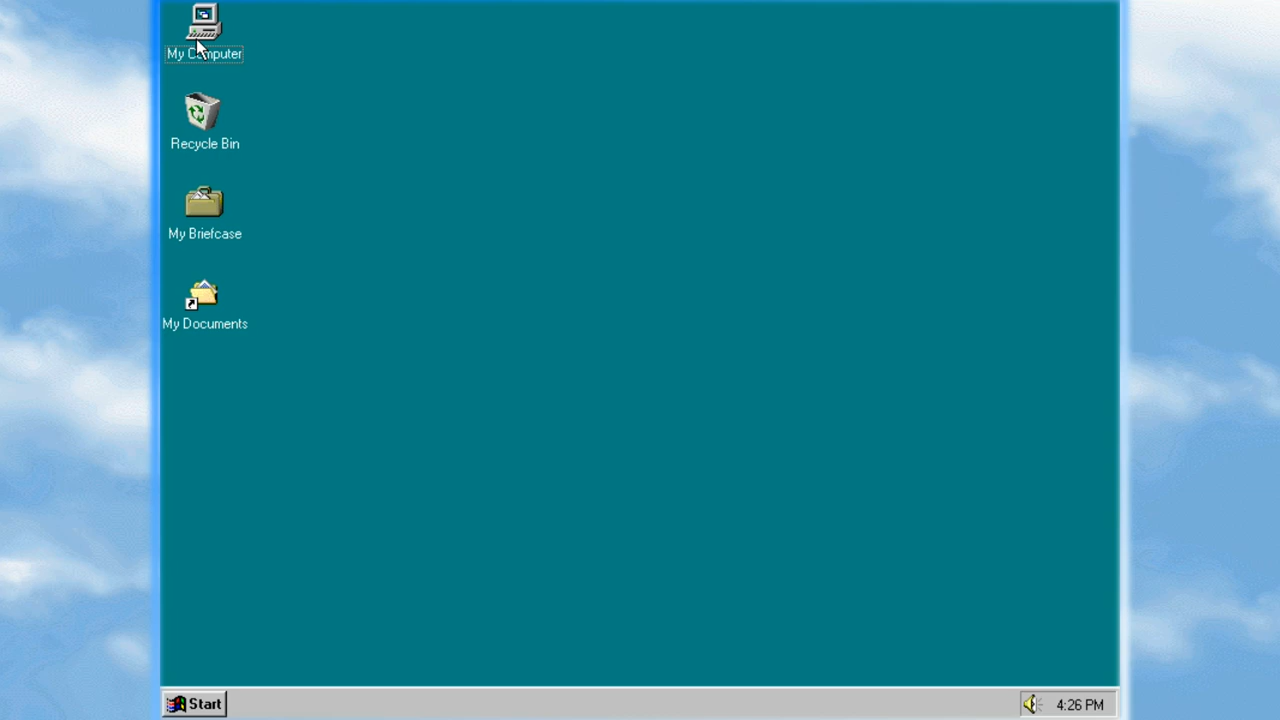 My Computer
Recycle Bin
My Briefcase
My Documents
Start
4:26 PM